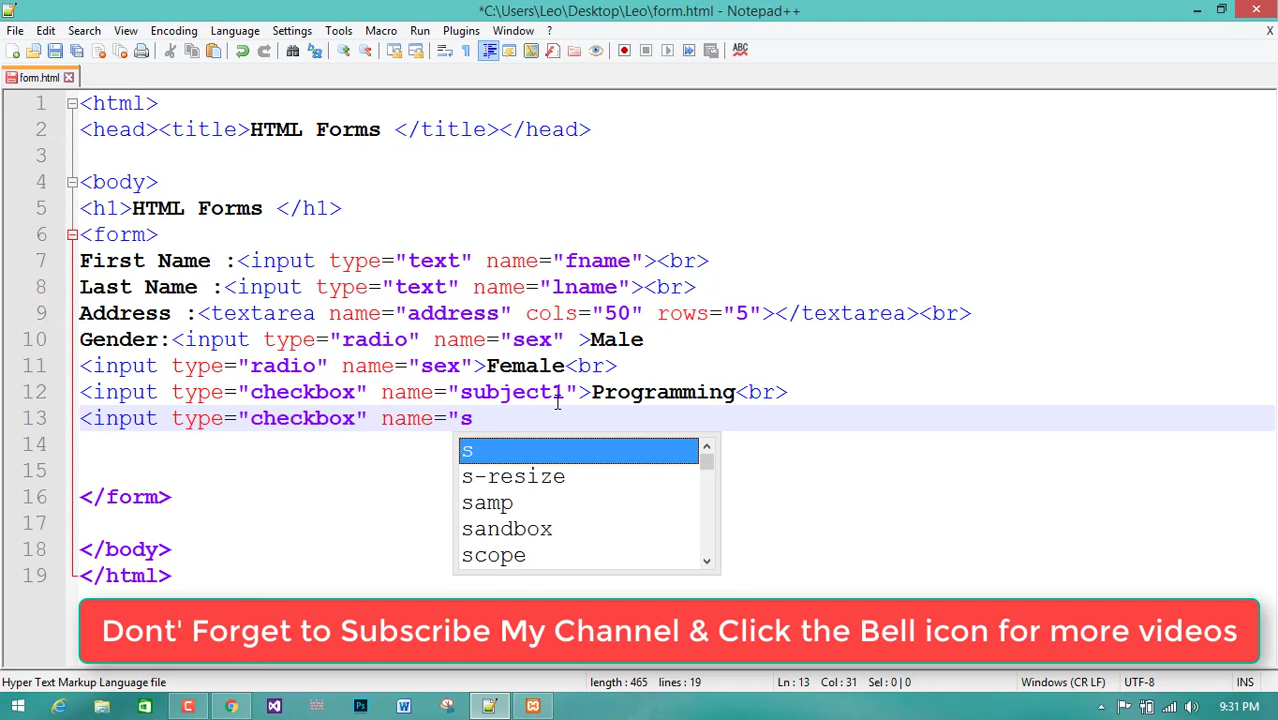 *C:\Users\Leo\Desktop\Leo\form.html - Notepad++
File Edit Search View Encoding Language Settings Tools Macro Run Plugins Window ? X
ABC
form.html
1 <html>
2 <head><title>HTML Forms </title></head>
3
4 <body>
5 <h1>HTML Forms </h1>
6 <form>
7 First Name :<input type="text" name="fname"><br>
8 Last Name :<input type="text" name="lname"><br>
9 Address :<textarea name="address" cols="50" rows="5"></textarea><br>
10 Gender:<input type="radio" name="sex" >Male
11 <input type="radio" name="sex">Female<br>
12 <input type="checkbox" name="subject1">Programming<br>
13 <input type="checkbox" name="s
14
s
15
s-resize
16 </form>
samp
17
sandbox
18 </body>
scope
19 </html>
Dont' Forget to Subscribe My Channel & Click the Bell icon for more videos
Hyper Text Markup Language file length : 465 lines : 19 Ln : 13 Col : 31 Sel : 0 | 0 Windows (CR LF) UTF-8 INS
9:31 PM